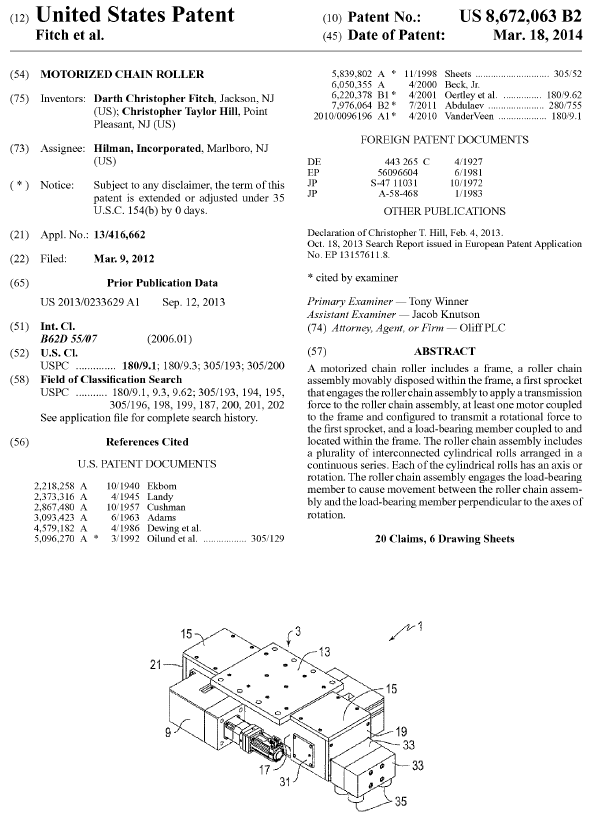 (12) United States Patent
Fitch et al.
(10) Patent No.: US 8,672,063 B2
(45) Date of Patent: Mar. 18, 2014
(54) MOTORIZED CHAIN ROLLER
(75) Inventors: Darth Christopher Fitch, Jackson, NJ
(US); Christopher Taylor Hill, Point
Pleasant, NJ (US)
(73) Assignee: Hilman, Incorporated, Marlboro, NJ
(US)
( * ) Notice: Subject to any disclaimer, the term of this
patent is extended or adjusted under 35
U.S.C. 154(b) by 0 days.
(21) Appl. No.: 13/416,662
(22) Filed: Mar. 9, 2012
(65) Prior Publication Data
US 2013/0233629 A1 Sep. 12, 2013
(51) Int. Cl.
B62D 55/07 (2006.01)
(52) U.S. Cl.
USPC .............. 180/9.1; 180/9.3; 305/193; 305/200
(58) Field of Classification Search
USPC ........... 180/9.1, 9.3, 9.62; 305/193, 194, 195,
305/196, 198, 199, 187, 200, 201, 202
See application file for complete search history.
(56) References Cited
U.S. PATENT DOCUMENTS
2,218,258 A 10/1940 Ekbom
2,373,316 A 4/1945 Landy
2,867,480 A 10/1957 Cushman
3,093,423 A 6/1963 Adams
4,579,182 A 4/1986 Dewing et al.
5,096,270 A * 3/1992 Oilund et al. ................. 305/129
5,839,802 A * 11/1998 Sheets ............................ 305/52
6,050,355 A 4/2000 Beck, Jr.
6,220,378 B1 * 4/2001 Oertley et al. ................... 180/9.62
7,976,064 B2 * 7/2011 Abdulaev ....................... 280/755
2010/0096196 A1 * 4/2010 VanderVeen .................. 180/9.1
FOREIGN PATENT DOCUMENTS
DE 443 265 C 4/1927
EP 56096604 6/1981
JP S-47 11031 10/1972
JP A-58-468 1/1983
OTHER PUBLICATIONS
Declaration of Christopher T. Hill, Feb. 4, 2013.
Oct. 18, 2013 Search Report issued in European Patent Application
No. EP 13157611.8.
* cited by examiner
Primary Examiner — Tony Winner
Assistant Examiner — Jacob Knutson
(74) Attorney, Agent, or Firm — Oliff PLC
(57) ABSTRACT
A motorized chain roller includes a frame, a roller chain
assembly movably disposed within the frame, a first sprocket
that engages the roller chain assembly to apply a transmission
force to the roller chain assembly, at least one motor coupled
to the frame and configured to transmit a rotational force to
the first sprocket, and a load-bearing member coupled to and
located within the frame. The roller chain assembly includes
a plurality of interconnected cylindrical rolls arranged in a
continuous series. Each of the cylindrical rolls has an axis or
rotation. The roller chain assembly engages the load-bearing
member to cause movement between the roller chain assem-
bly and the load-bearing member perpendicular to the axes of
rotation.
20 Claims, 6 Drawing Sheets
15
3
1
13
21
15
19
9
33
17
31
33
35